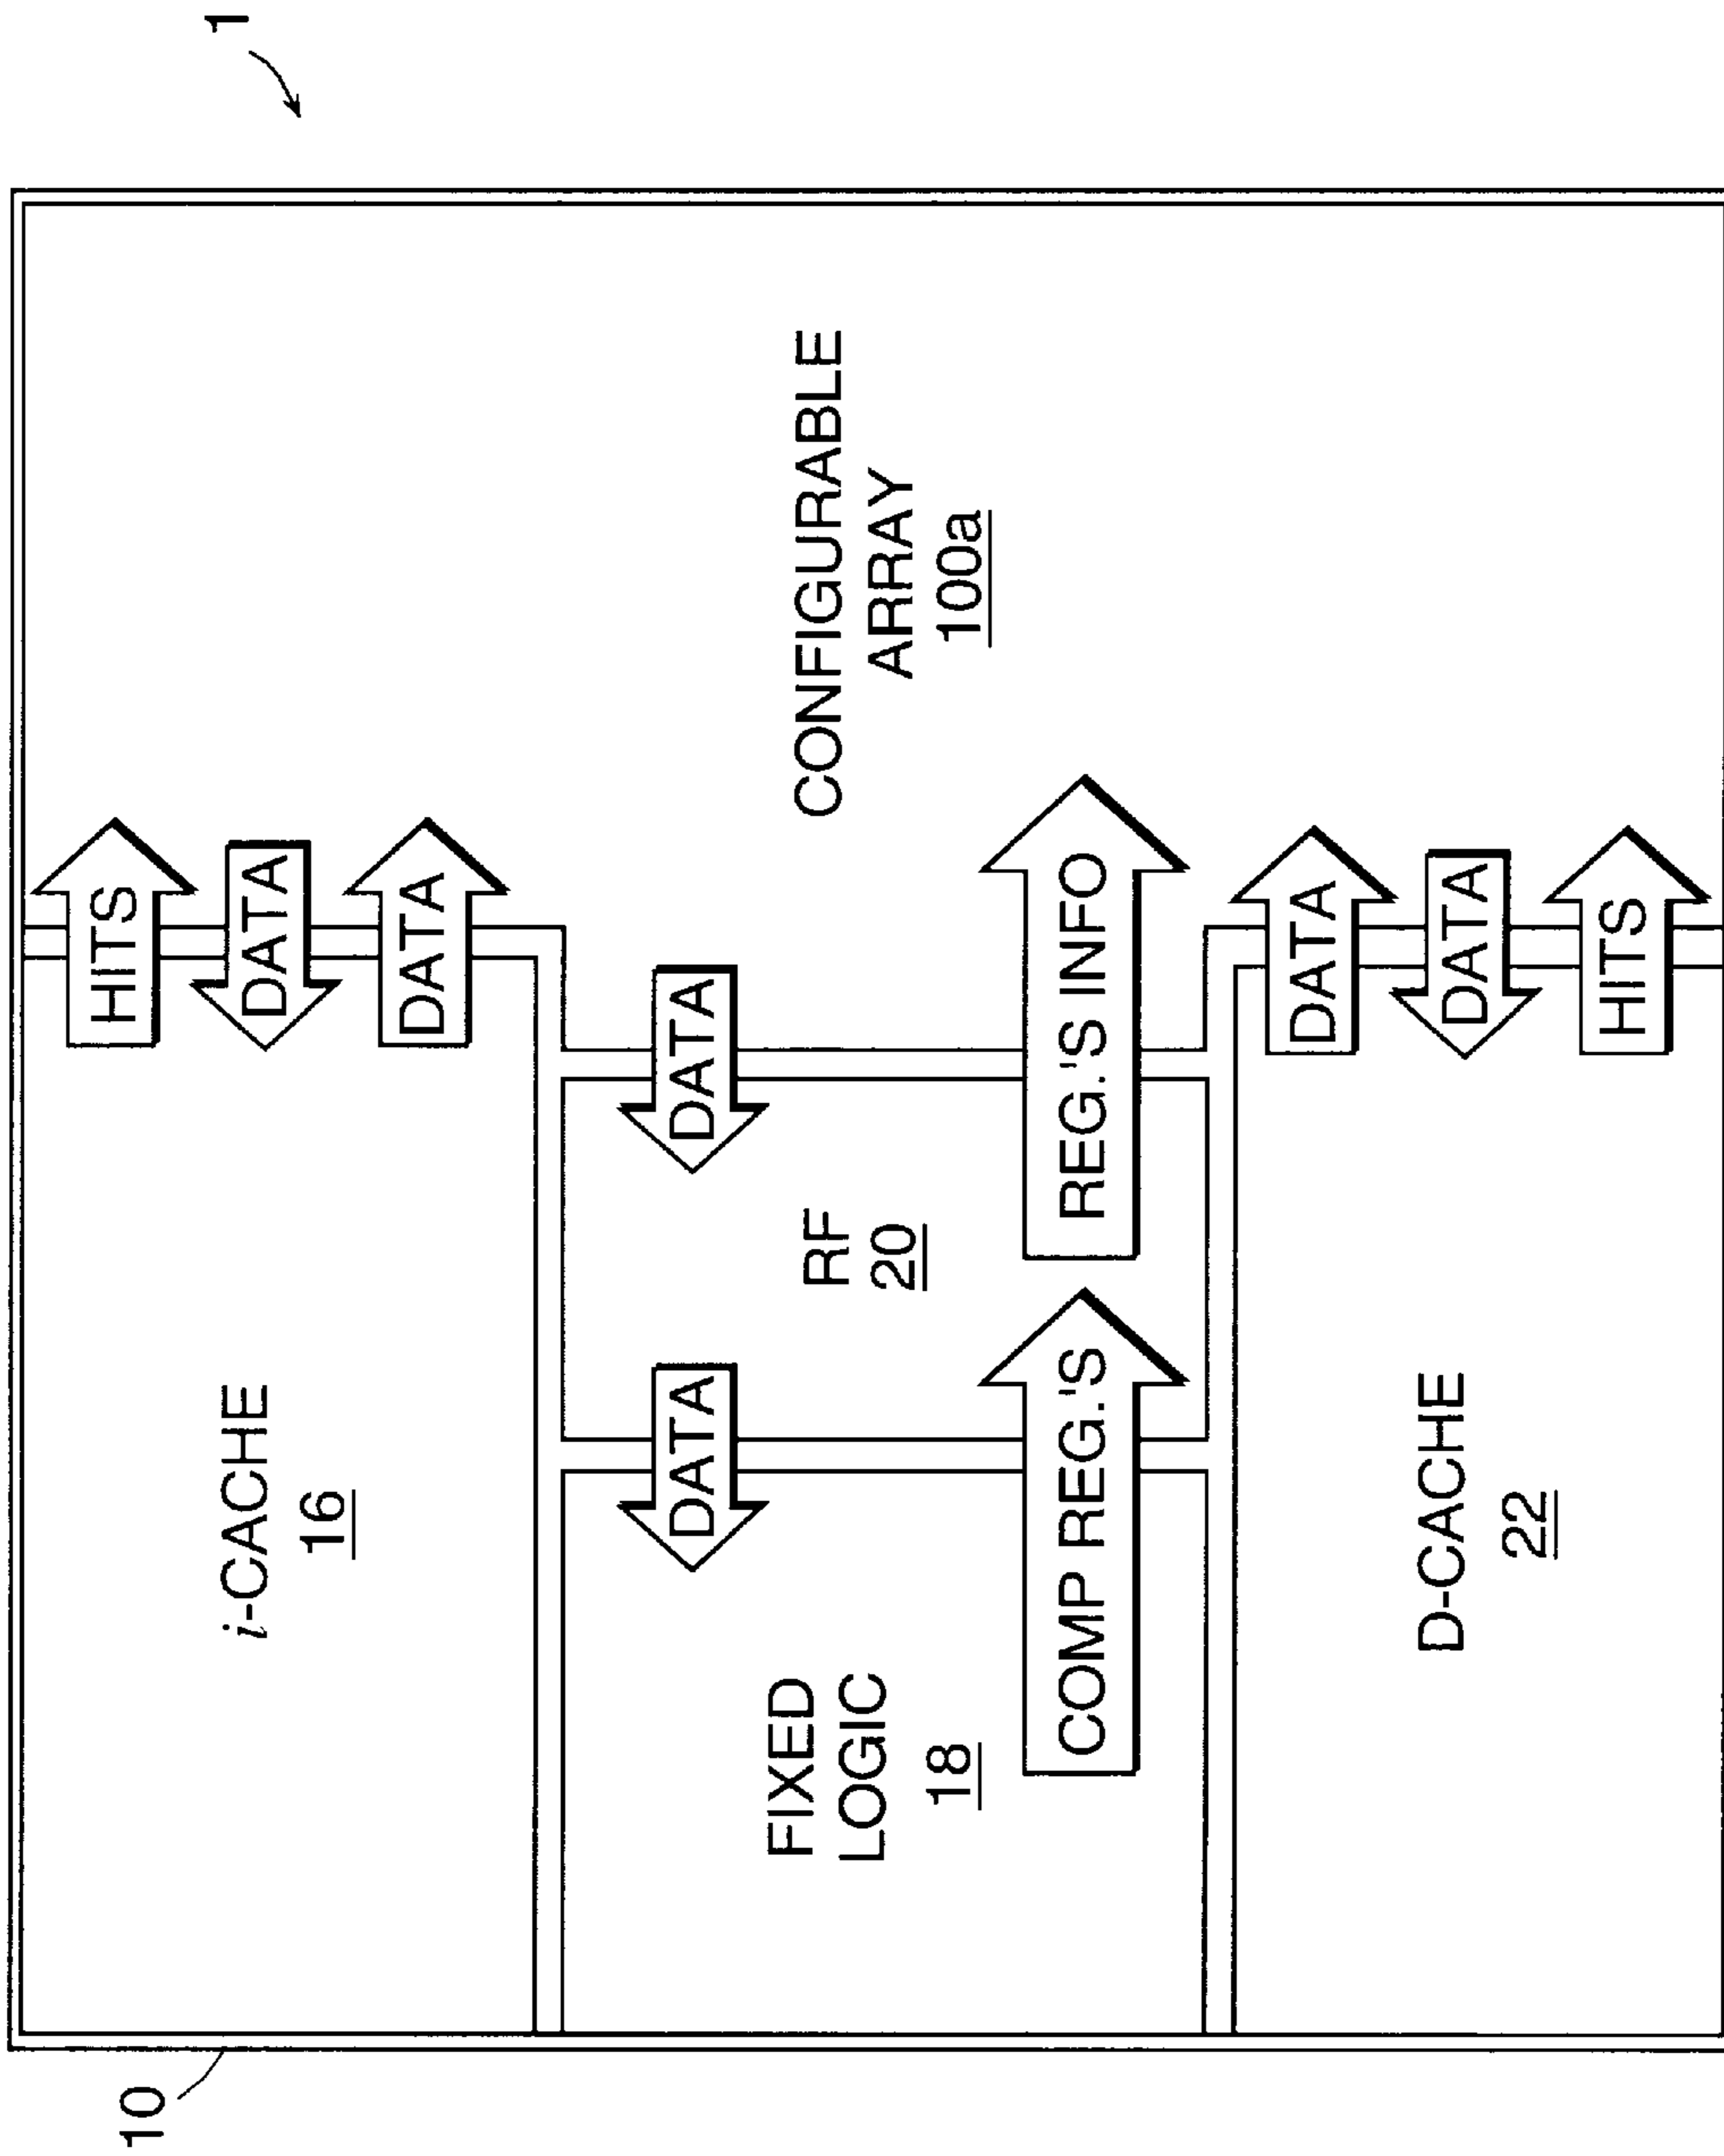 1
10
i-CACHE
16
HITS
DATA
DATA
FIXED
LOGIC
18
DATA
COMP REG.'S
RF
20
DATA
REG.'S INFO
CONFIGURABLE
ARRAY
100a
D-CACHE
22
DATA
DATA
HITS